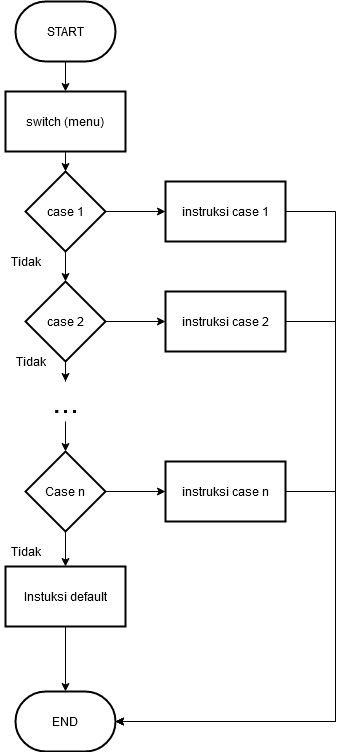 START
switch (menu)
case 1
instruksi case 1
Tidak
case 2
instruksi case 2
Tidak
...
Case n
instruksi case n
Tidak
Instuksi default
END